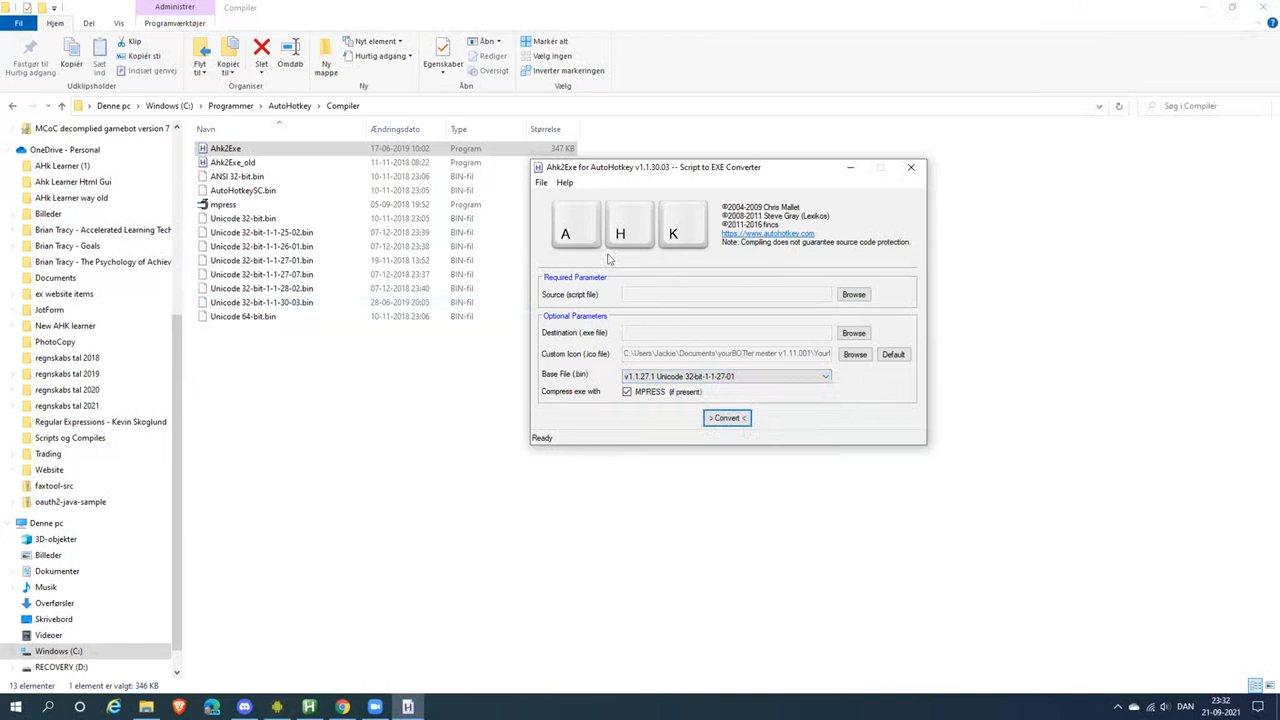 Administrer
Compiler
Fil
Hjem
Del
Vis
Programværktøjer
Fastgør til
Hurtig adgang
Kopiér
Sæt
ind
Klip
Kopiér sti
Indsæt genvej
Flyt
til
Kopiér
til
Slet
Omdøb
Ny
mappe
Nyt element
Hurtig adgang
Egenskaber
Åbn
Rediger
Oversigt
Markér alt
Vælg ingen
Inverter markeringen
Udklipsholder
Organiser
Ny
Åbn
Vælg
Denne pc
Windows (C:)
Programmer
AutoHotkey
Compiler
Søg i Compiler
MCoC decomplied gamebot version 7
OneDrive - Personal
AHk Learner (1)
Ahk Learner Html Gui
AHk Learner way old
Billeder
Brian Tracy - Accelerated Learning Tech
Brian Tracy - Goals
Brian Tracy - The Psychology of Achiev
Documents
ex website items
JotForm
New AHK learner
PhotoCopy
regnskabs tal 2018
regnskabs tal 2019
regnskabs tal 2020
regnskabs tal 2021
Regular Expressions - Kevin Skoglund
Scripts og Compiles
Trading
Website
faxtool-src
oauth2-java-sample
Denne pc
3D-objekter
Billeder
Dokumenter
Musik
Overførsler
Skrivebord
Videoer
Windows (C:)
RECOVERY (D:)
Navn Ændringsdato Type Størrelse
Ahk2Exe 17-06-2019 10:02 Program 347 KB
Ahk2Exe_old 11-11-2018 08:22 Program
ANSI 32-bit.bin 10-11-2018 23:06 BIN-fil
AutoHotkeySC.bin 10-11-2018 23:06 BIN-fil
mpress 05-09-2018 19:52 Program
Unicode 32-bit.bin 10-11-2018 23:05 BIN-fil
Unicode 32-bit-1-1-25-02.bin 07-12-2018 23:39 BIN-fil
Unicode 32-bit-1-1-26-01.bin 07-12-2018 23:38 BIN-fil
Unicode 32-bit-1-1-27-01.bin 19-11-2018 13:52 BIN-fil
Unicode 32-bit-1-1-27-07.bin 07-12-2018 23:37 BIN-fil
Unicode 32-bit-1-1-28-02.bin 07-12-2018 23:40 BIN-fil
Unicode 32-bit-1-1-30-03.bin 28-06-2019 20:05 BIN-fil
Unicode 64-bit.bin 10-11-2018 23:06 BIN-fil
Ahk2Exe for AutoHotkey v1.1.30.03 -- Script to EXE Converter
File Help
A H K
©2004-2009 Chris Mallet
©2008-2011 Steve Gray (Lexikos)
©2011-2016 fincs
https://www.autohotkey.com
Note: Compiling does not guarantee source code protection.
Required Parameter
Source (script file) Browse
Optional Parameters
Destination (.exe file) Browse
Custom Icon (.ico file) C:\Users\Jackie\Documents\yourBOTler mester v1.11.001\Yourl Browse Default
Base File (.bin) v1.1.27.1 Unicode 32-bit-1-1-27-01
Compress exe with MPRESS (if present)
> Convert <
Ready
13 elementer 1 element er valgt: 346 KB
DAN
23:32
21-09-2021